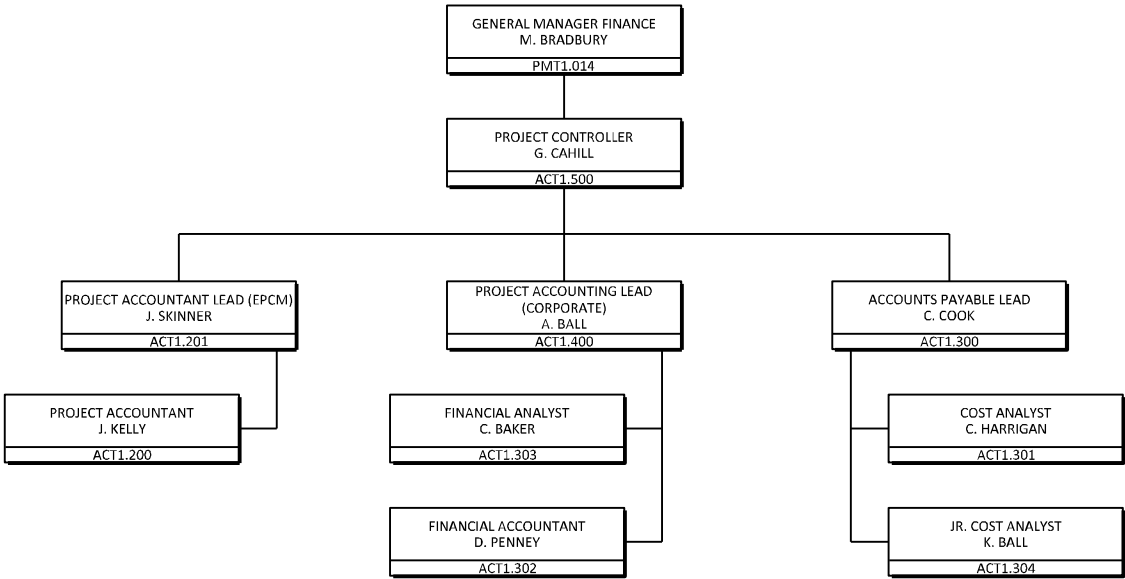 GENERAL MANAGER FINANCE
M. BRADBURY
PMT1.014
PROJECT CONTROLLER
G. CAHILL
ACT1.500
PROJECT ACCOUNTANT LEAD (EPCM)
J. SKINNER
ACT1.201
PROJECT ACCOUNTING LEAD
(CORPORATE)
A. BALL
ACT1.400
ACCOUNTS PAYABLE LEAD
C. COOK
ACT1.300
PROJECT ACCOUNTANT
J. KELLY
ACT1.200
FINANCIAL ANALYST
C. BAKER
ACT1.303
COST ANALYST
C. HARRIGAN
ACT1.301
FINANCIAL ACCOUNTANT
D. PENNEY
ACT1.302
JR. COST ANALYST
K. BALL
ACT1.304